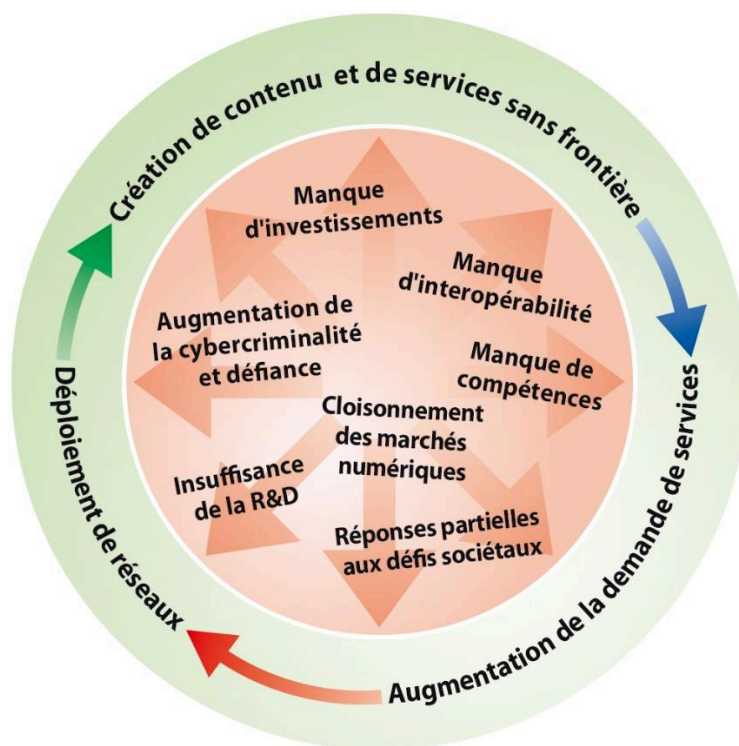 Création de contenu et de services sans frontière
Manque
d'investissements
Manque
d'interopérabilité
Augmentation de
la cybercriminalité
et défiance
Manque de
compétences
Cloisonnement
des marchés
numériques
Insuffisance
de la R&D
Réponses partielles
aux défis sociétaux
Augmentation de la demande de services
Déploiement de réseaux